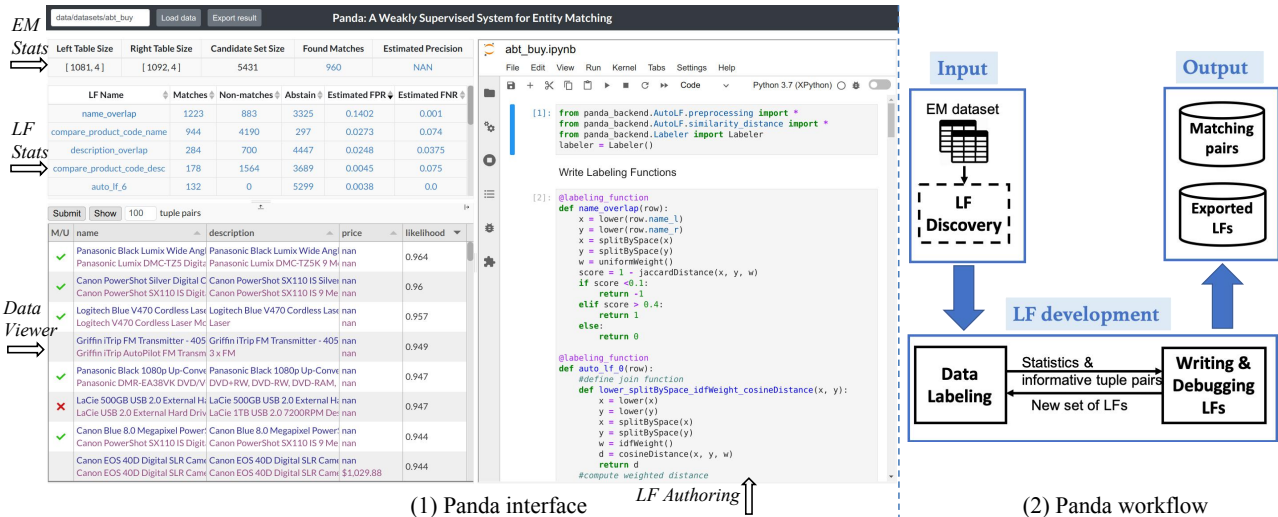 data/datasets/abt_buy Load data Export result Panda: A Weakly Supervised System for Entity Matching
EM
Stats
Left Table Size Right Table Size Candidate Set Size Found Matches Estimated Precision
[ 1081, 4 ] [ 1092, 4 ] 5431 960 NAN
LF
Stats
LF Name Matches Non-matches Abstain Estimated FPR Estimated FNR
name_overlap 1223 883 3325 0.1402 0.001
compare_product_code_name 944 4190 297 0.0273 0.074
description_overlap 284 700 4447 0.0248 0.0375
compare_product_code_desc 178 1564 3689 0.0045 0.075
auto_lf_6 132 0 5299 0.0038 0.0
Submit Show 100 tuple pairs
Data
Viewer
M/U name description price likelihood
Panasonic Black Lumix Wide Angl Panasonic Black Lumix Wide Angl nan
Panasonic Lumix DMC-TZ5 Digita Panasonic Lumix DMC-TZ5K 9 M nan
0.964
Canon PowerShot Silver Digital C Canon PowerShot SX110 IS Silver nan
Canon PowerShot SX110 IS Digit Canon PowerShot SX110 IS 9 Me nan
0.96
Logitech Blue V470 Cordless Lase Logitech Blue V470 Cordless Lase nan
Logitech V470 Cordless Laser Mo Laser nan
0.957
Griffin iTrip FM Transmitter - 405 Griffin iTrip FM Transmitter - 405 nan
Griffin iTrip AutoPilot FM Transm 3 x FM nan
0.949
Panasonic Black 1080p Up-Conve Panasonic Black 1080p Up-Conve nan
Panasonic DMR-EA38VK DVD/V DVD+RW, DVD-RW, DVD-RAM, nan
0.947
LaCie 500GB USB 2.0 External Ha LaCie 500GB USB 2.0 External Ha nan
LaCie USB 2.0 External Hard Driv LaCie 1TB USB 2.0 7200RPM Des nan
0.947
Canon Blue 8.0 Megapixel Power Canon Blue 8.0 Megapixel Power nan
Canon PowerShot SX110 IS Digit Canon PowerShot SX110 IS 9 Me nan
0.944
Canon EOS 40D Digital SLR Came Canon EOS 40D Digital SLR Came nan
Canon EOS 40D Digital SLR Came Canon EOS 40D Digital SLR Came $1,029.88
0.944
abt_buy.ipynb
File Edit View Run Kernel Tabs Settings Help
Code Python 3.7 (XPython)
[1]: from panda_backend.AutoLF.preprocessing import *
from panda_backend.AutoLF.similarity_distance import *
from panda_backend.Labeler import Labeler
labeler = Labeler()
Write Labeling Functions
[2]: @labeling_function
def name_overlap(row):
x = lower(row.name_l)
y = lower(row.name_r)
x = splitBySpace(x)
y = splitBySpace(y)
w = uniformWeight()
score = 1 - jaccardDistance(x, y, w)
if score <0.1:
return -1
elif score > 0.4:
return 1
else:
return 0
@labeling_function
def auto_lf_0(row):
#define join function
def lower_splitBySpace_idfWeight_cosineDistance(x, y):
x = lower(x)
y = lower(y)
x = splitBySpace(x)
y = splitBySpace(y)
w = idfWeight()
d = cosineDistance(x, y, w)
return d
#compute weighted distance
LF Authoring
(1) Panda interface
Input
EM dataset
LF
Discovery
Output
Matching
pairs
Exported
LFs
LF development
Data
Labeling
Statistics &
informative tuple pairs
New set of LFs
Writing &
Debugging
LFs
(2) Panda workflow